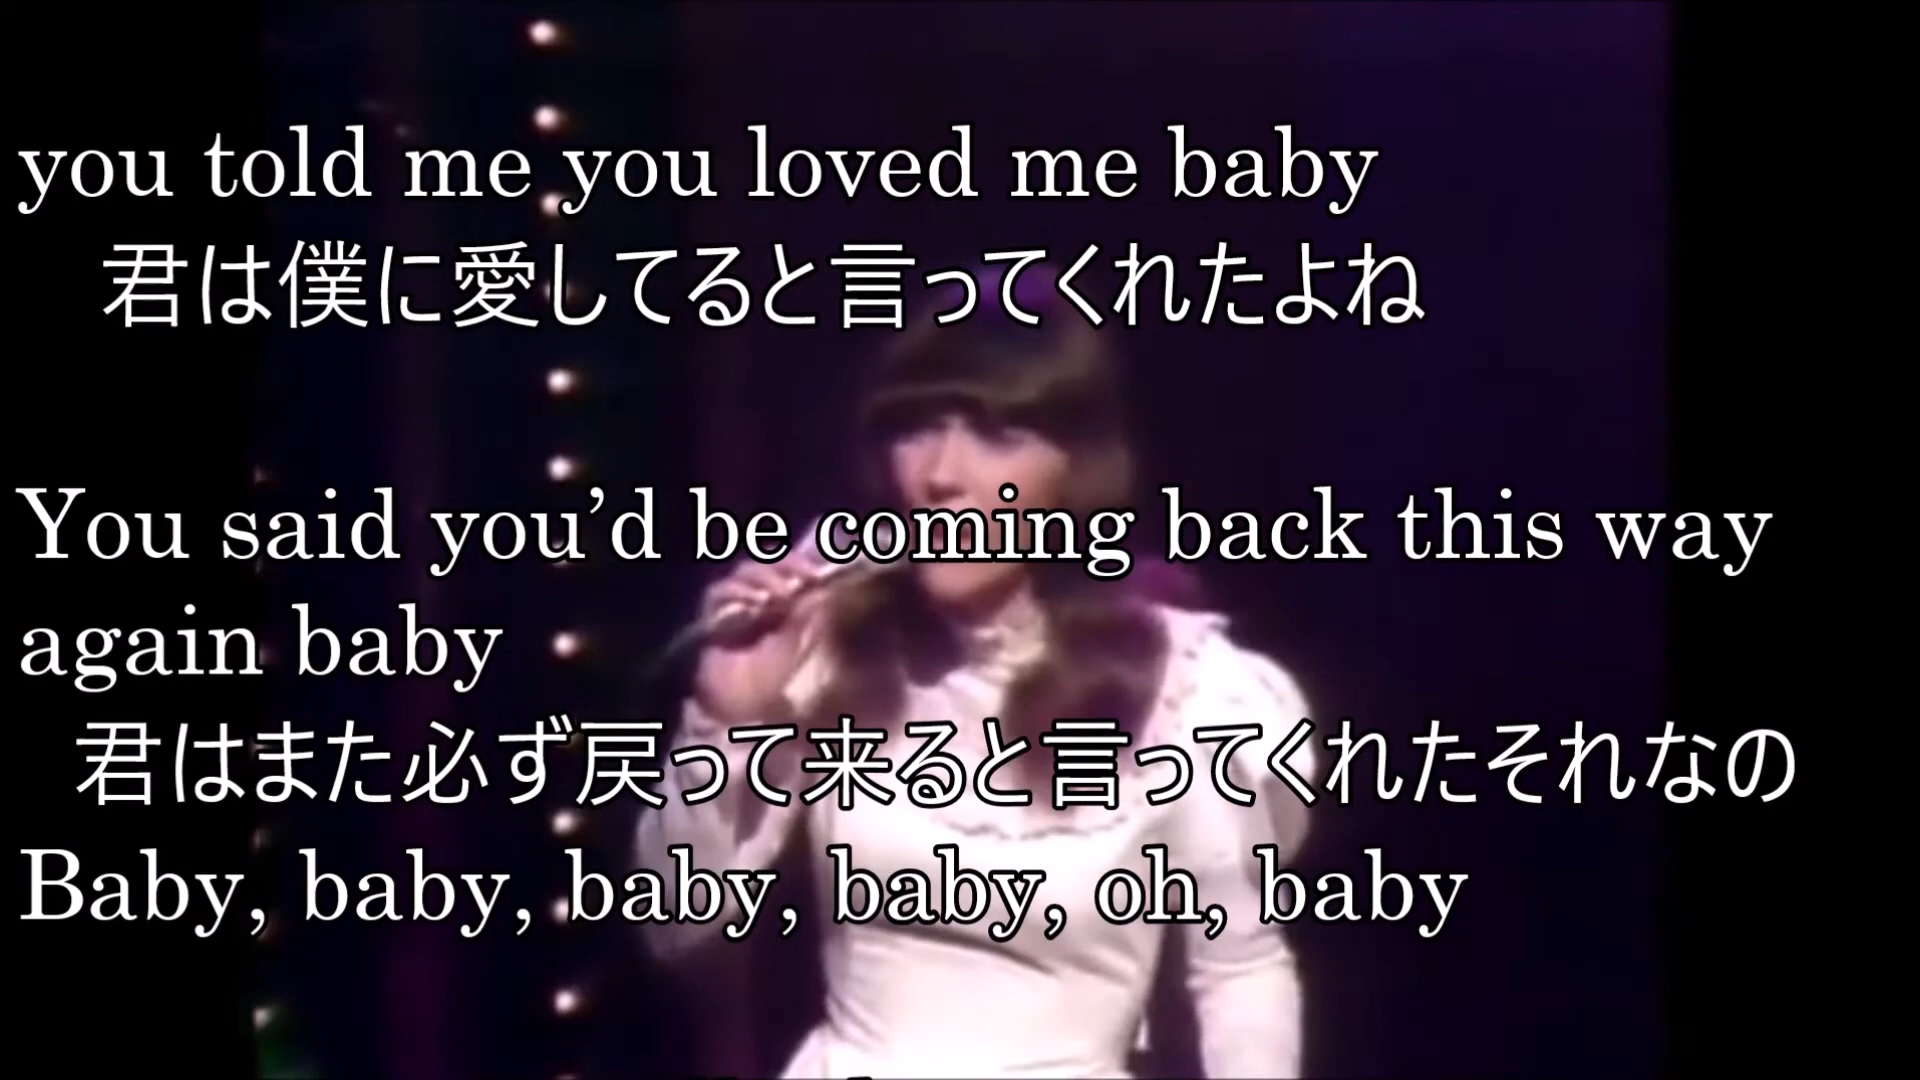 you told me you loved me baby
君は僕に愛してると言ってくれたよね
You said you’d be coming back this way
again baby
君はまた必ず戻って来ると言ってくれたそれなの
Baby, baby, baby, baby, oh, baby